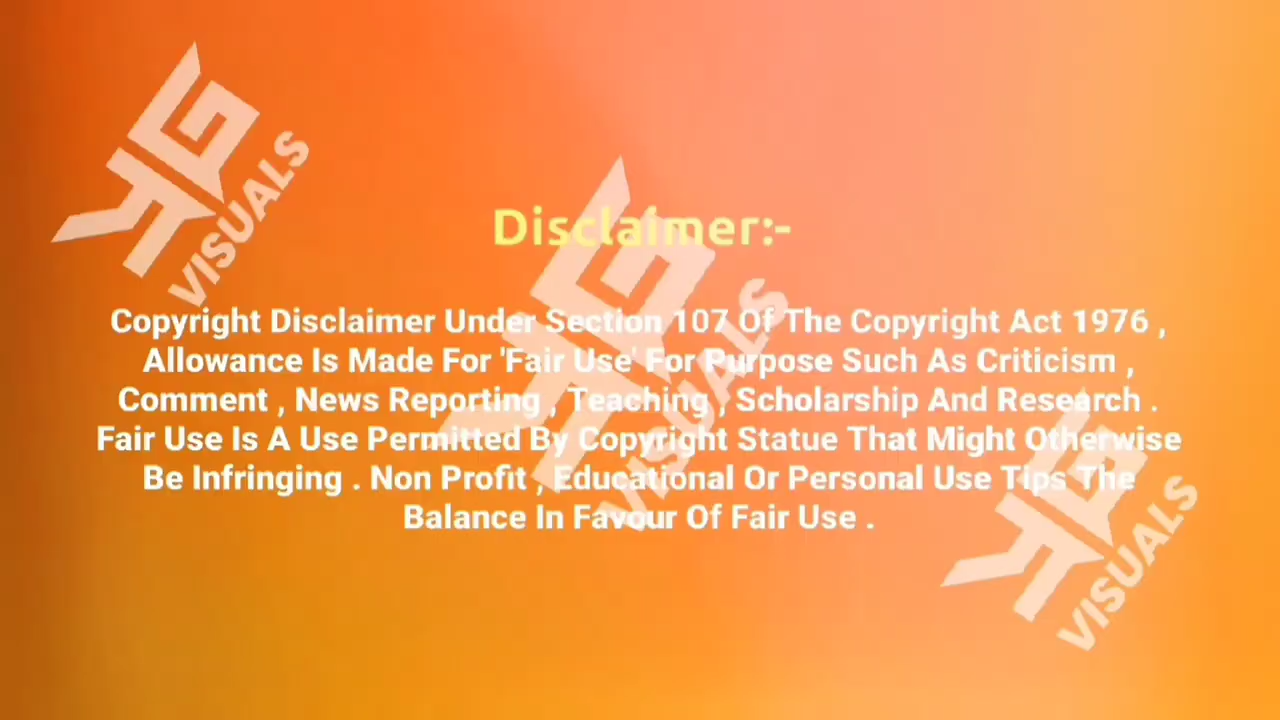 Disclaimer:-
Copyright Disclaimer Under Section 107 Of The Copyright Act 1976 ,
Allowance Is Made For 'Fair Use' For Purpose Such As Criticism ,
Comment , News Reporting , Teaching , Scholarship And Research .
Fair Use Is A Use Permitted By Copyright Statue That Might Otherwise
Be Infringing . Non Profit , Educational Or Personal Use Tips The
Balance In Favour Of Fair Use .
VISUALS
VISUALS
VISUALS